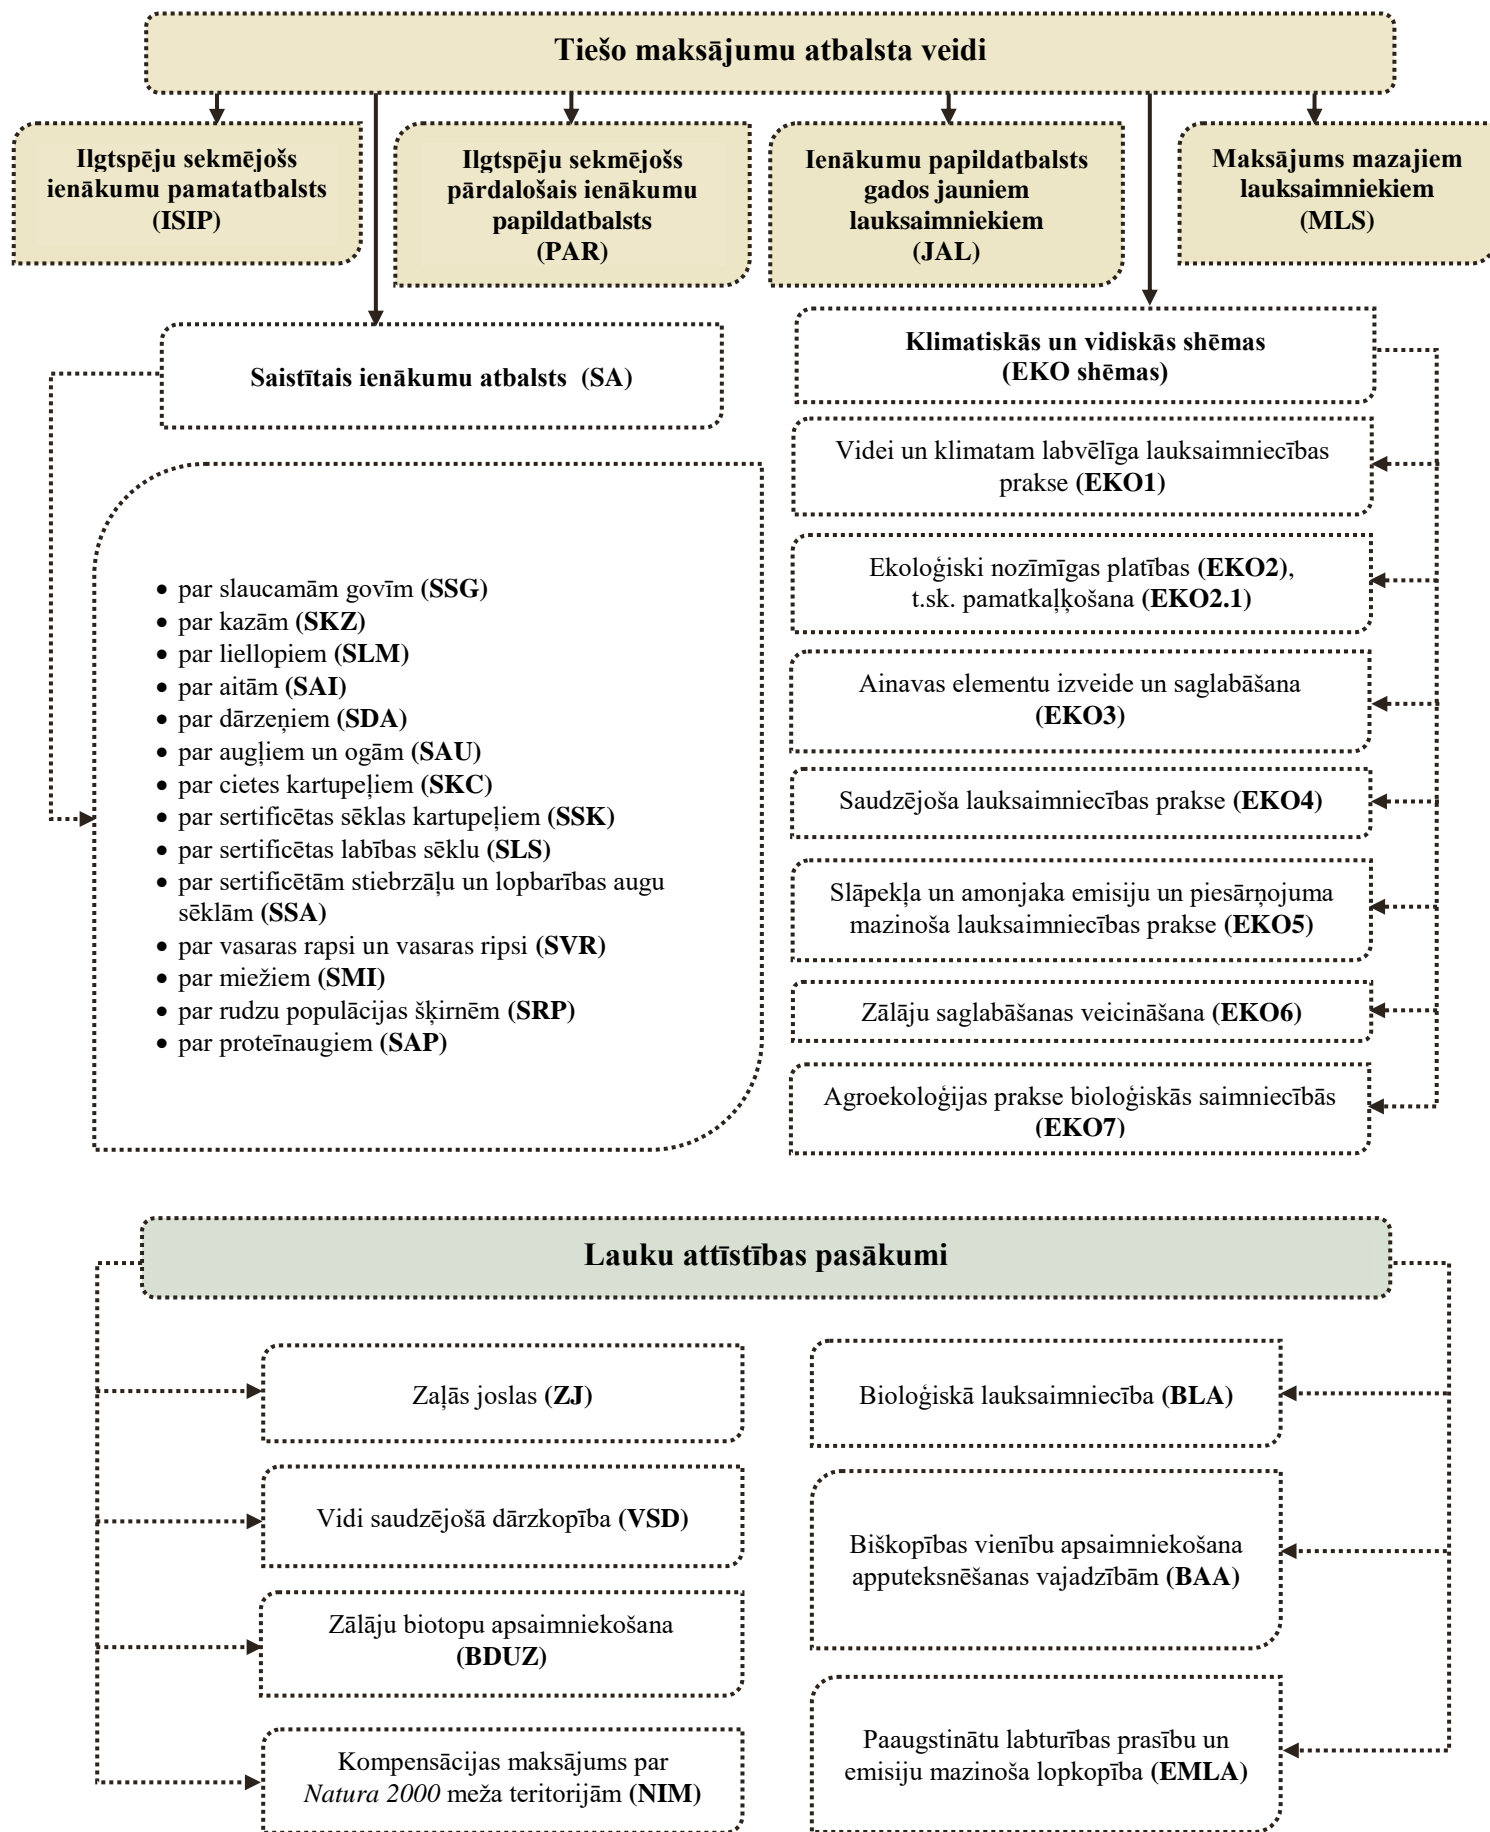 Tiešo maksājumu atbalsta veidi
Ilgtspēju sekmējošs
ienākumu pamatatbalsts
(ISIP)
Ilgtspēju sekmējošs
pārdalošais ienākumu
papildatbalsts
(PAR)
Ienākumu papildatbalsts
gados jauniem
lauksaimniekiem
(JAL)
Maksājums mazajiem
lauksaimniekiem
(MLS)
Saistītais ienākumu atbalsts (SA)
• par slaucamām govīm (SSG)
• par kazām (SKZ)
• par liellopiem (SLM)
• par aitām (SAI)
• par dārzeņiem (SDA)
• par augļiem un ogām (SAU)
• par cietes kartupeļiem (SKC)
• par sertificētas sēklas kartupeļiem (SSK)
• par sertificētas labības sēklu (SLS)
• par sertificētām stiebrzāļu un lopbarības augu
sēklām (SSA)
• par vasaras rapsi un vasaras ripsi (SVR)
• par miežiem (SMI)
• par rudzu populācijas šķirnēm (SRP)
• par proteīnaugiem (SAP)
Klimatiskās un vidiskās shēmas
(EKO shēmas)
Videi un klimatam labvēlīga lauksaimniecības
prakse (EKO1)
Ekoloģiski nozīmīgas platības (EKO2),
t.sk. pamatkaļķošana (EKO2.1)
Ainavas elementu izveide un saglabāšana
(EKO3)
Saudzējoša lauksaimniecības prakse (EKO4)
Slāpekļa un amonjaka emisiju un piesārņojuma
mazinoša lauksaimniecības prakse (EKO5)
Zālāju saglabāšanas veicināšana (EKO6)
Agroekoloģijas prakse bioloģiskās saimniecībās
(EKO7)
Lauku attīstības pasākumi
Zaļās joslas (ZJ)
Vidi saudzējošā dārzkopība (VSD)
Zālāju biotopu apsaimniekošana
(BDUZ)
Kompensācijas maksājums par
Natura 2000 meža teritorijām (NIM)
Bioloģiskā lauksaimniecība (BLA)
Biškopības vienību apsaimniekošana
apputeksnēšanas vajadzībām (BAA)
Paaugstinātu labturības prasību un
emisiju mazinoša lopkopība (EMLA)